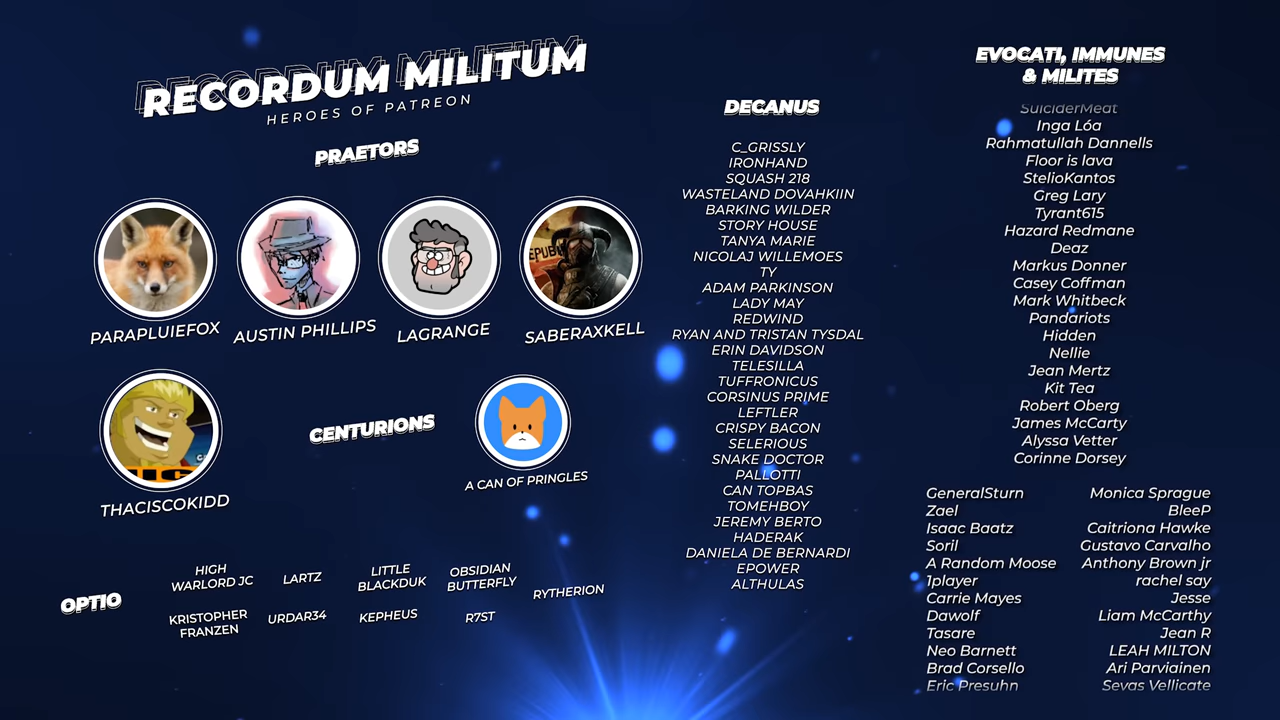 RECORDUM MILITUM
HEROES OF PATREON
PRAETORS
PARAPLUIEFOX
AUSTIN PHILLIPS
LAGRANGE
SABERAXKELL
THACISCOKIDD
CENTURIONS
A CAN OF PRINGLES
OPTIO
HIGH
WARLORD JC
LARTZ
LITTLE
BLACKDUK
OBSIDIAN
BUTTERFLY
RYTHERION
KRISTOPHER
FRANZEN
URDAR34
KEPHEUS
R7ST
DECANUS
C_GRISSLY
IRONHAND
SQUASH 218
WASTELAND DOVAHKIIN
BARKING WILDER
STORY HOUSE
TANYA MARIE
NICOLAJ WILLEMOES
TY
ADAM PARKINSON
LADY MAY
REDWIND
RYAN AND TRISTAN TYSDAL
ERIN DAVIDSON
TELESILLA
TUFFRONICUS
CORSINUS PRIME
LEFTLER
CRISPY BACON
SELERIOUS
SNAKE DOCTOR
PALLOTTI
CAN TOPBAS
TOMEHBOY
JEREMY BERTO
HADERAK
DANIELA DE BERNARDI
EPOWER
ALTHULAS
EVOCATI, IMMUNES
& MILITES
SuiciderMeat
Inga Lóa
Rahmatullah Dannells
Floor is lava
StelioKantos
Greg Lary
Tyrant615
Hazard Redmane
Deaz
Markus Donner
Casey Coffman
Mark Whitbeck
Pandariots
Hidden
Nellie
Jean Mertz
Kit Tea
Robert Oberg
James McCarty
Alyssa Vetter
Corinne Dorsey
GeneralSturn
Zael
Isaac Baatz
Soril
A Random Moose
1player
Carrie Mayes
Dawolf
Tasare
Neo Barnett
Brad Corsello
Eric Presuhn
Monica Sprague
BleeP
Caitriona Hawke
Gustavo Carvalho
Anthony Brown jr
rachel say
Jesse
Liam McCarthy
Jean R
LEAH MILTON
Ari Parviainen
Sevas Vellicate